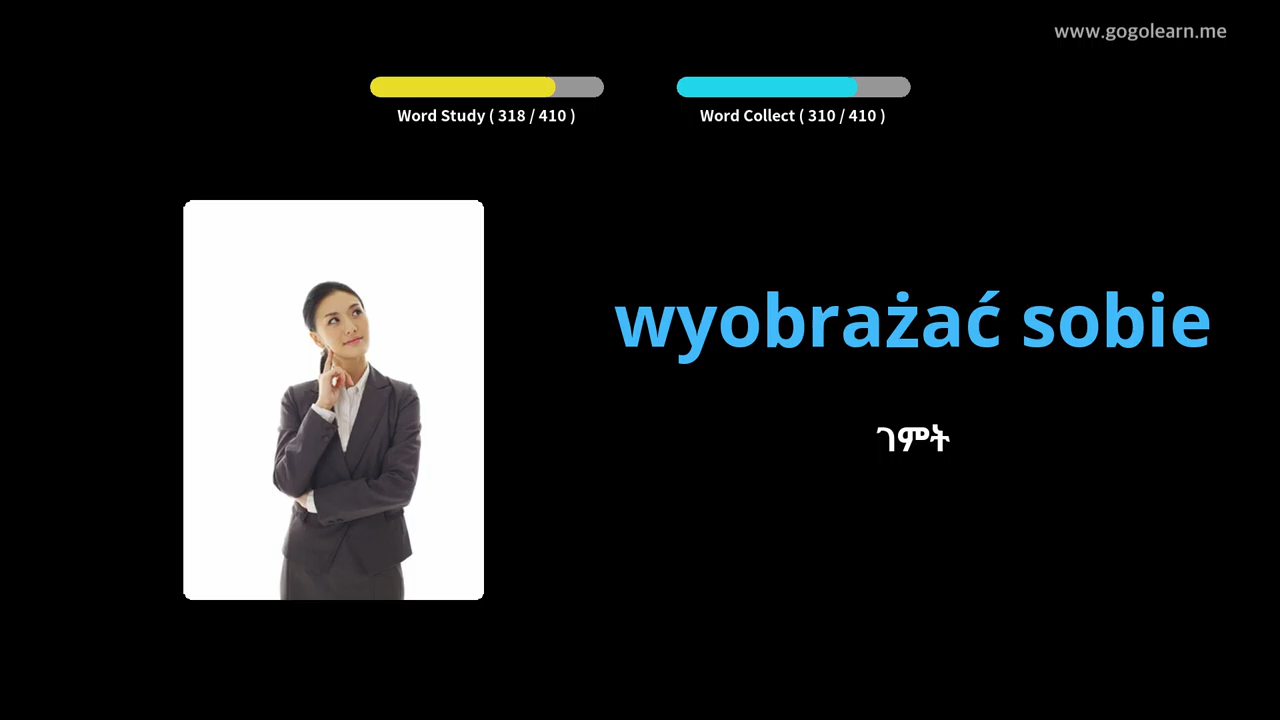 www.gogolearn.me
Word Study ( 318 / 410 )
Word Collect ( 310 / 410 )
wyobrażać sobie
ገምት